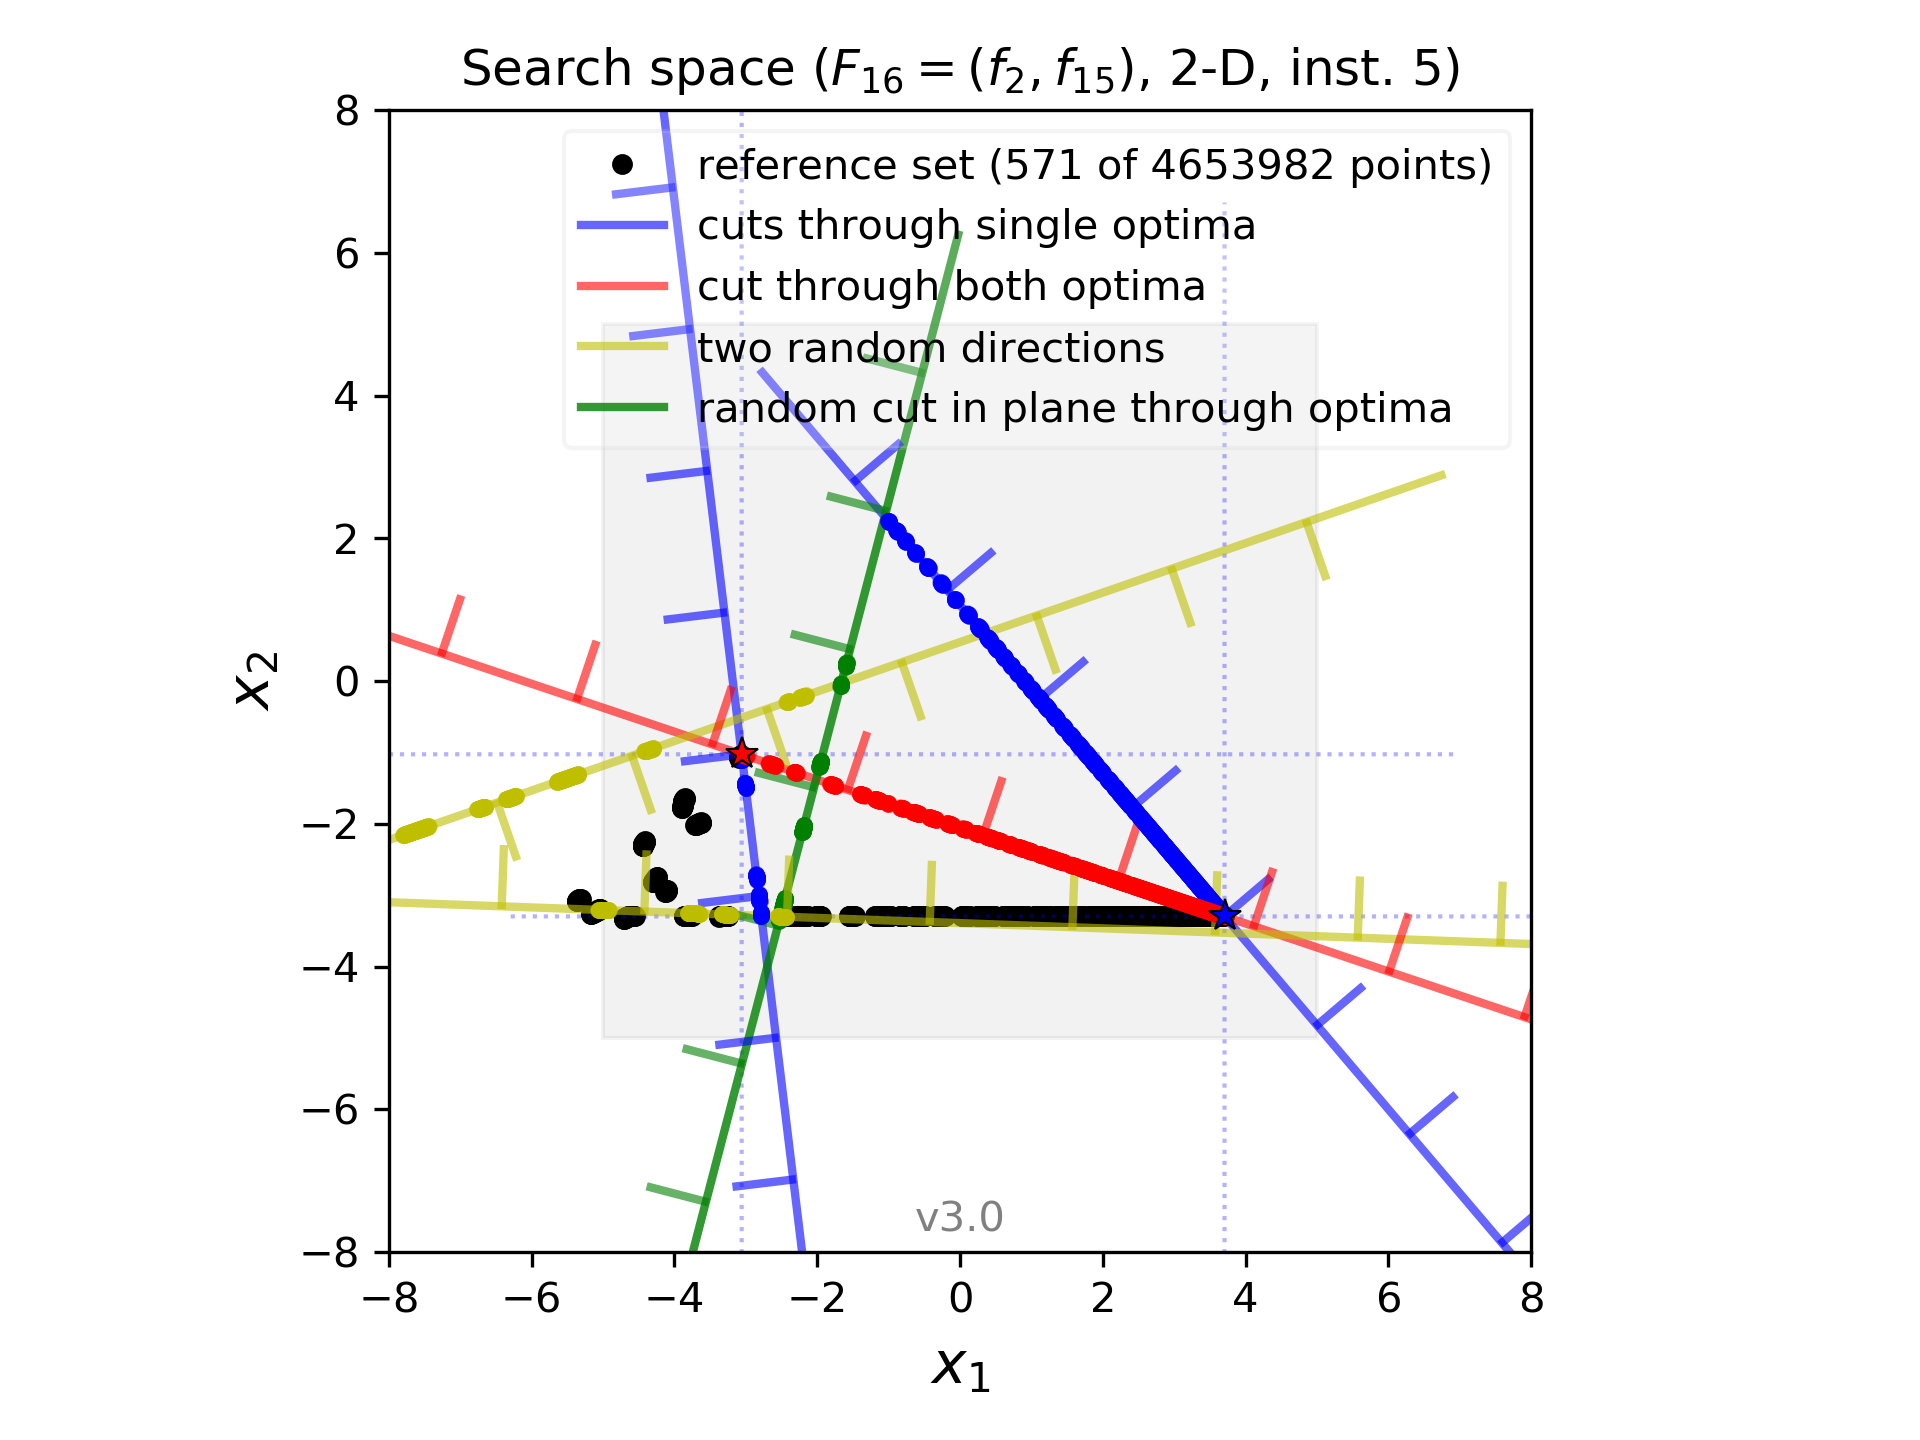 Search space (F16 = (f2, f15), 2-D, inst. 5)
reference set (571 of 4653982 points)
cuts through single optima
cut through both optima
two random directions
random cut in plane through optima
8
6
4
2
0
−2
−4
−6
−8
x2
v3.0
−8 −6 −4 −2 0 2 4 6 8
x1